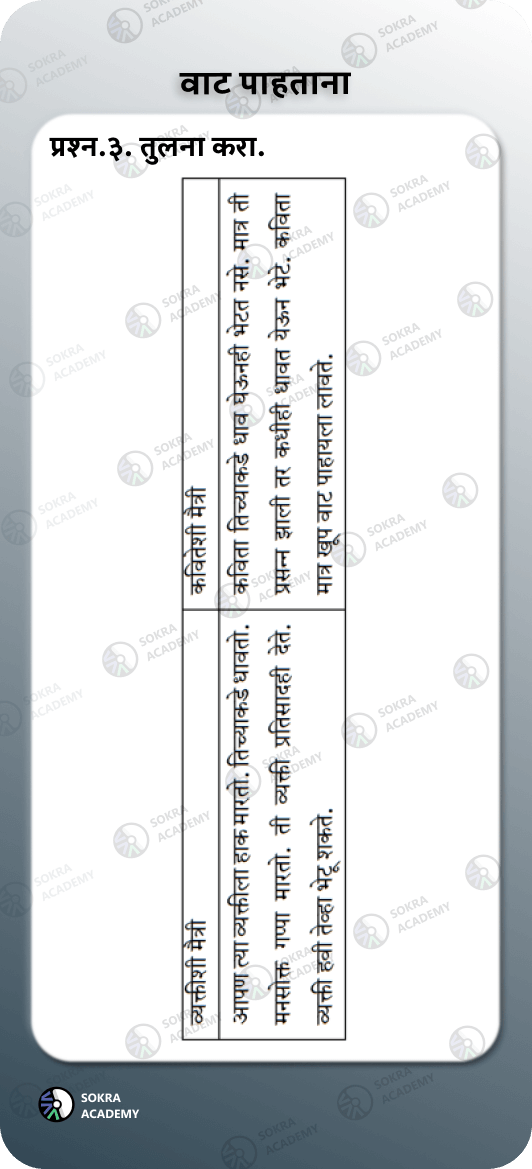 वाट पाहताना
प्रश्न.३. तुलना करा.
व्यक्तीशी मैत्री
कवितेशी मैत्री
आपण त्या व्यक्तीला हाक मारतो. तिच्याकडे धावतो.
मनसोक्त गप्पा मारतो. ती व्यक्ती प्रतिसादही देते.
व्यक्ती हवी तेव्हा भेटू शकते.
कविता तिच्याकडे धाव घेऊनही भेटत नसे. मात्र ती
प्रसन्न झाली तर कधीही धावत येऊन भेटे. कविता
मात्र खूप वाट पाहायला लावते.
SOKRA
ACADEMY